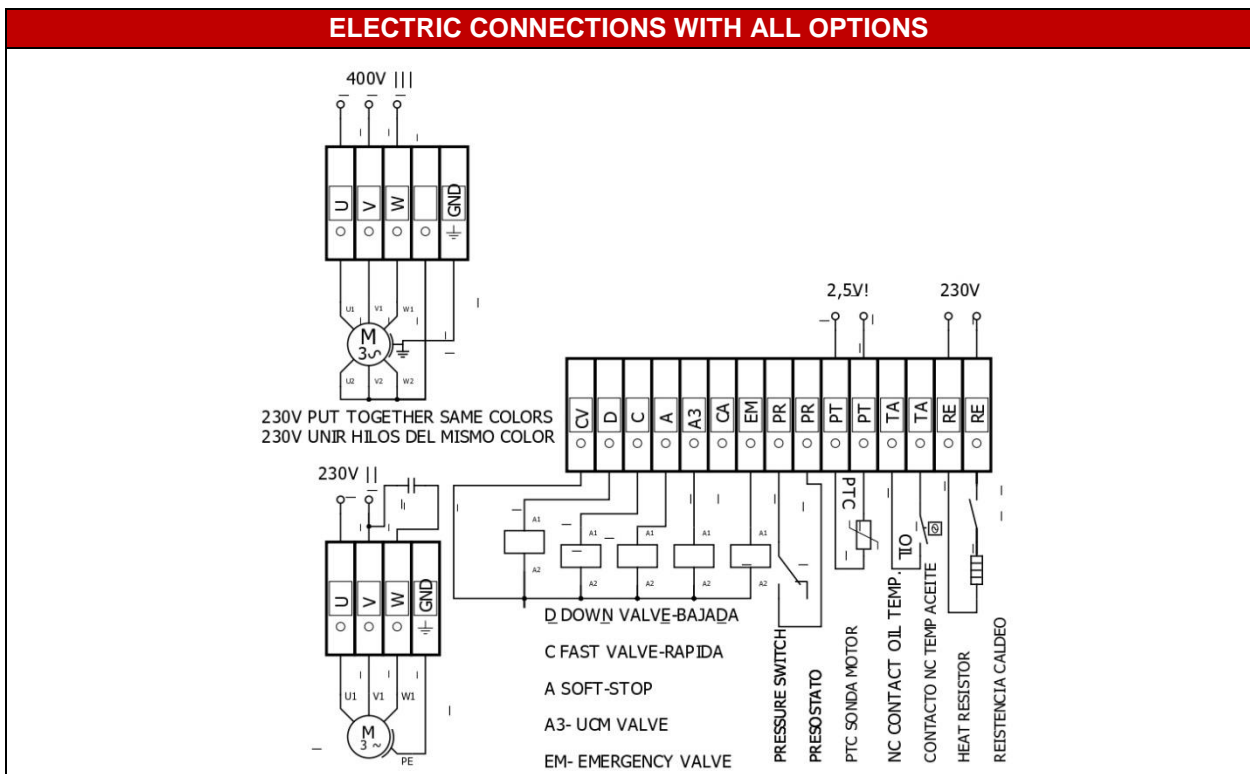 ELECTRIC CONNECTIONS WITH ALL OPTIONS
400V |||
U
V
W
GND
U1
V1
W1
M
3∿
U2
V2
W2
230V PUT TOGETHER SAME COLORS
230V UNIR HILOS DEL MISMO COLOR
230V ||
U
V
W
GND
U1
V1
W1
M
3 ~
PE
2,5V!
230V
CV
D
C
A
A3
CA
EM
PR
PR
PT
PT
TA
TA
RE
RE
A1
A1
A1
A1
A1
A2
A2
A2
A2
A2
PTC
OIL
D DOWN VALVE-BAJADA
C FAST VALVE-RAPIDA
A SOFT-STOP
A3- UCM VALVE
EM- EMERGENCY VALVE
PRESSURE SWITCH
PRESOSTATO
PTC SONDA MOTOR
NC CONTACT OIL TEMP.
CONTACTO NC TEMP ACEITE
HEAT RESISTOR
REISTENCIA CALDEO